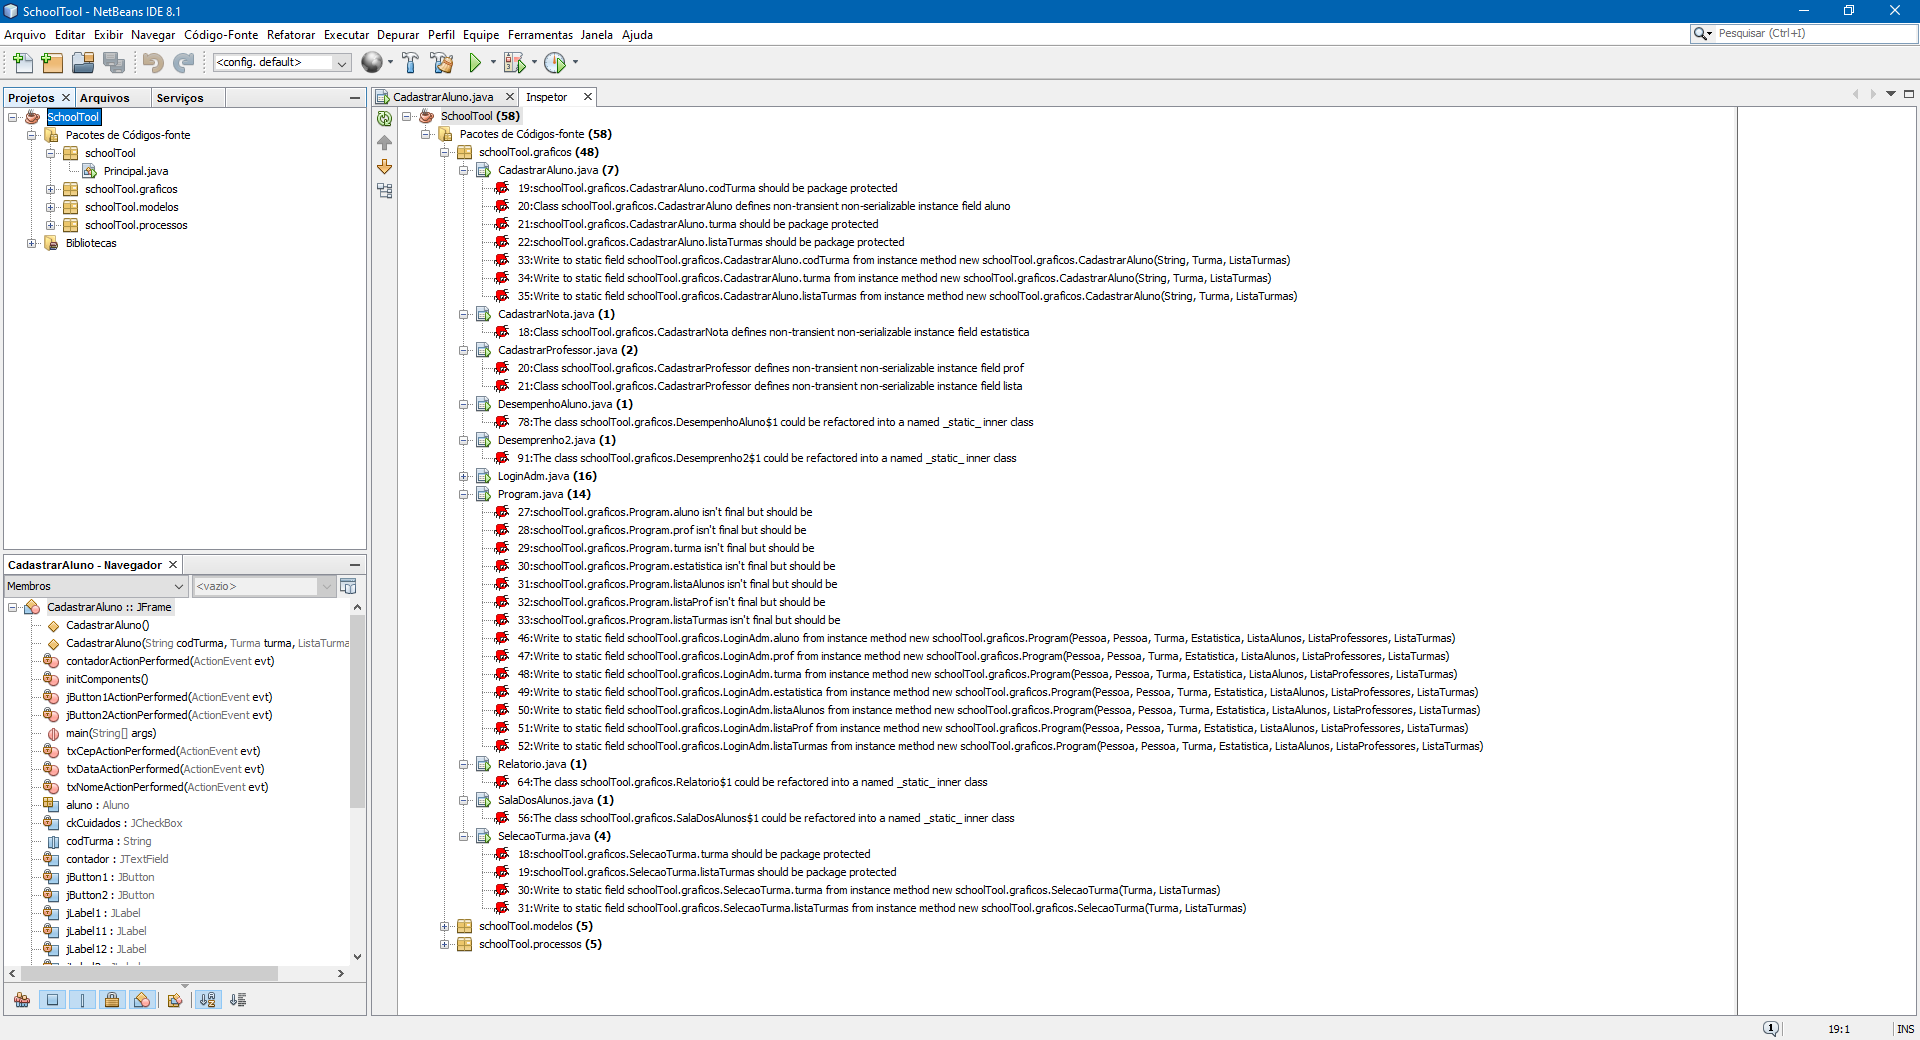 SchoolTool - NetBeans IDE 8.1
Arquivo Editar Exibir Navegar Código-Fonte Refatorar Executar Depurar Perfil Equipe Ferramentas Janela Ajuda
Pesquisar (Ctrl+I)
<config. default>
Projetos Arquivos Serviços
SchoolTool
Pacotes de Códigos-fonte
schoolTool
Principal.java
schoolTool.graficos
schoolTool.modelos
schoolTool.processos
Bibliotecas
CadastrarAluno - Navegador
Membros <vazio>
CadastrarAluno :: JFrame
CadastrarAluno()
CadastrarAluno(String codTurma, Turma turma, ListaTurma
contadorActionPerformed(ActionEvent evt)
initComponents()
jButton1ActionPerformed(ActionEvent evt)
jButton2ActionPerformed(ActionEvent evt)
main(String[] args)
txCepActionPerformed(ActionEvent evt)
txDataActionPerformed(ActionEvent evt)
txNomeActionPerformed(ActionEvent evt)
aluno : Aluno
ckCuidados : JCheckBox
codTurma : String
contador : JTextField
jButton1 : JButton
jButton2 : JButton
jLabel1 : JLabel
jLabel11 : JLabel
jLabel12 : JLabel
CadastrarAluno.java Inspetor
SchoolTool (58)
Pacotes de Códigos-fonte (58)
schoolTool.graficos (48)
CadastrarAluno.java (7)
19:schoolTool.graficos.CadastrarAluno.codTurma should be package protected
20:Class schoolTool.graficos.CadastrarAluno defines non-transient non-serializable instance field aluno
21:schoolTool.graficos.CadastrarAluno.turma should be package protected
22:schoolTool.graficos.CadastrarAluno.listaTurmas should be package protected
33:Write to static field schoolTool.graficos.CadastrarAluno.codTurma from instance method new schoolTool.graficos.CadastrarAluno(String, Turma, ListaTurmas)
34:Write to static field schoolTool.graficos.CadastrarAluno.turma from instance method new schoolTool.graficos.CadastrarAluno(String, Turma, ListaTurmas)
35:Write to static field schoolTool.graficos.CadastrarAluno.listaTurmas from instance method new schoolTool.graficos.CadastrarAluno(String, Turma, ListaTurmas)
CadastrarNota.java (1)
18:Class schoolTool.graficos.CadastrarNota defines non-transient non-serializable instance field estatistica
CadastrarProfessor.java (2)
20:Class schoolTool.graficos.CadastrarProfessor defines non-transient non-serializable instance field prof
21:Class schoolTool.graficos.CadastrarProfessor defines non-transient non-serializable instance field lista
DesempenhoAluno.java (1)
78:The class schoolTool.graficos.DesempenhoAluno$1 could be refactored into a named _static_ inner class
Desemprenho2.java (1)
91:The class schoolTool.graficos.Desemprenho2$1 could be refactored into a named _static_ inner class
LoginAdm.java (16)
Program.java (14)
27:schoolTool.graficos.Program.aluno isn't final but should be
28:schoolTool.graficos.Program.prof isn't final but should be
29:schoolTool.graficos.Program.turma isn't final but should be
30:schoolTool.graficos.Program.estatistica isn't final but should be
31:schoolTool.graficos.Program.listaAlunos isn't final but should be
32:schoolTool.graficos.Program.listaProf isn't final but should be
33:schoolTool.graficos.Program.listaTurmas isn't final but should be
46:Write to static field schoolTool.graficos.LoginAdm.aluno from instance method new schoolTool.graficos.Program(Pessoa, Pessoa, Turma, Estatistica, ListaAlunos, ListaProfessores, ListaTurmas)
47:Write to static field schoolTool.graficos.LoginAdm.prof from instance method new schoolTool.graficos.Program(Pessoa, Pessoa, Turma, Estatistica, ListaAlunos, ListaProfessores, ListaTurmas)
48:Write to static field schoolTool.graficos.LoginAdm.turma from instance method new schoolTool.graficos.Program(Pessoa, Pessoa, Turma, Estatistica, ListaAlunos, ListaProfessores, ListaTurmas)
49:Write to static field schoolTool.graficos.LoginAdm.estatistica from instance method new schoolTool.graficos.Program(Pessoa, Pessoa, Turma, Estatistica, ListaAlunos, ListaProfessores, ListaTurmas)
50:Write to static field schoolTool.graficos.LoginAdm.listaAlunos from instance method new schoolTool.graficos.Program(Pessoa, Pessoa, Turma, Estatistica, ListaAlunos, ListaProfessores, ListaTurmas)
51:Write to static field schoolTool.graficos.LoginAdm.listaProf from instance method new schoolTool.graficos.Program(Pessoa, Pessoa, Turma, Estatistica, ListaAlunos, ListaProfessores, ListaTurmas)
52:Write to static field schoolTool.graficos.LoginAdm.listaTurmas from instance method new schoolTool.graficos.Program(Pessoa, Pessoa, Turma, Estatistica, ListaAlunos, ListaProfessores, ListaTurmas)
Relatorio.java (1)
64:The class schoolTool.graficos.Relatorio$1 could be refactored into a named _static_ inner class
SalaDosAlunos.java (1)
56:The class schoolTool.graficos.SalaDosAlunos$1 could be refactored into a named _static_ inner class
SelecaoTurma.java (4)
18:schoolTool.graficos.SelecaoTurma.turma should be package protected
19:schoolTool.graficos.SelecaoTurma.listaTurmas should be package protected
30:Write to static field schoolTool.graficos.SelecaoTurma.turma from instance method new schoolTool.graficos.SelecaoTurma(Turma, ListaTurmas)
31:Write to static field schoolTool.graficos.SelecaoTurma.listaTurmas from instance method new schoolTool.graficos.SelecaoTurma(Turma, ListaTurmas)
schoolTool.modelos (5)
schoolTool.processos (5)
1
19:1
INS